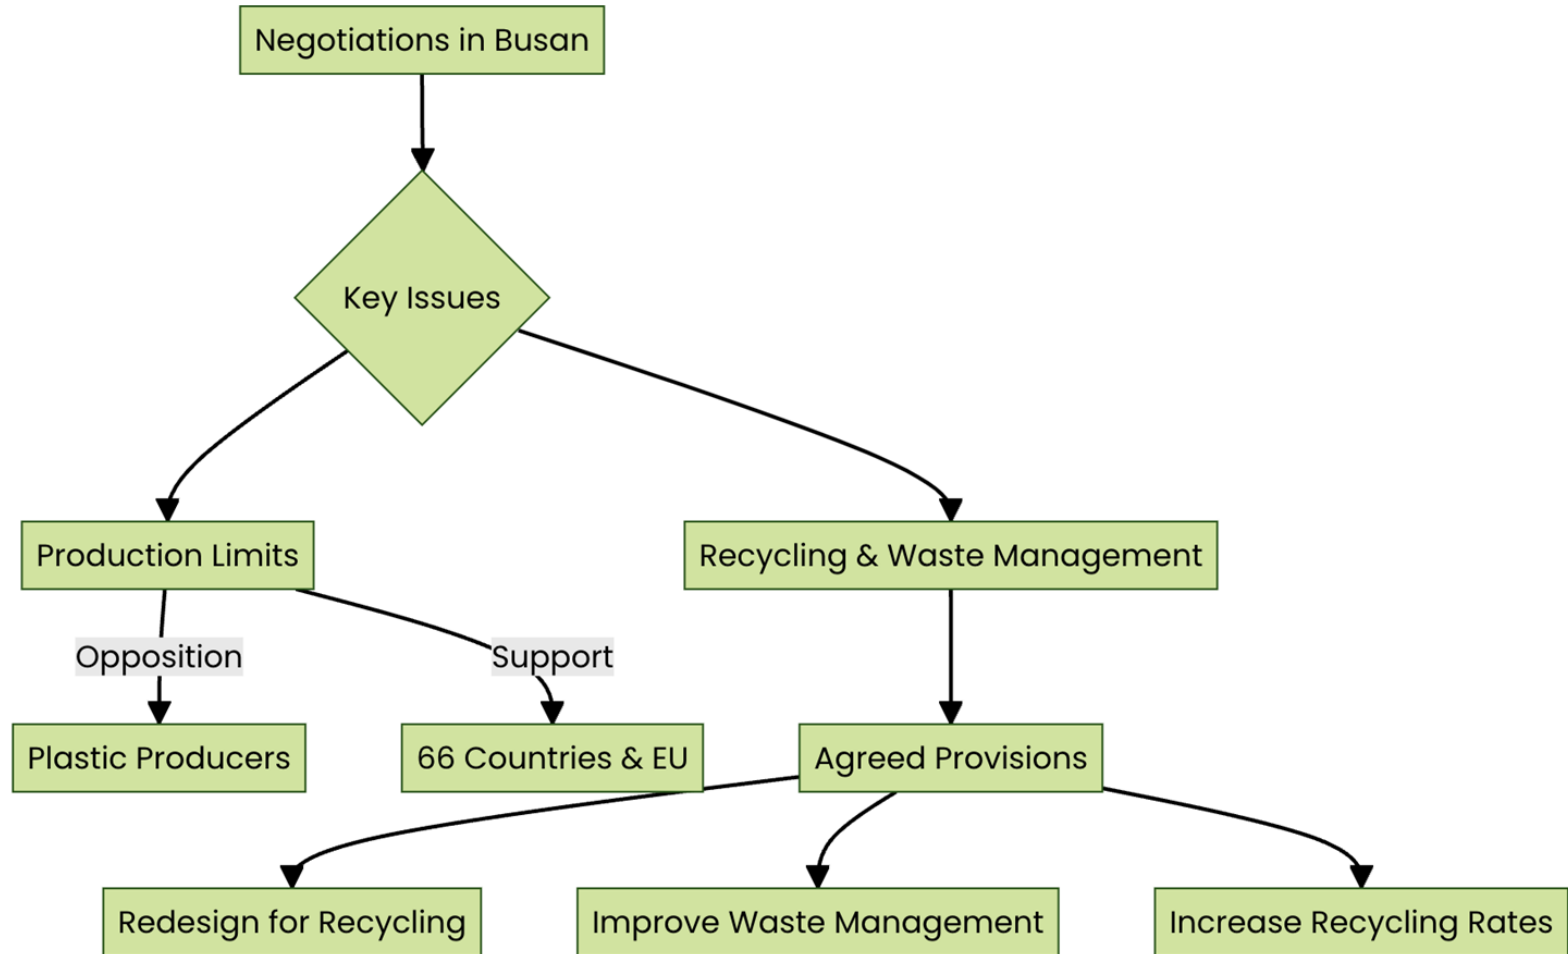 Negotiations in Busan
Key Issues
Production Limits
Recycling & Waste Management
Opposition
Support
Plastic Producers
66 Countries & EU
Agreed Provisions
Redesign for Recycling
Improve Waste Management
Increase Recycling Rates